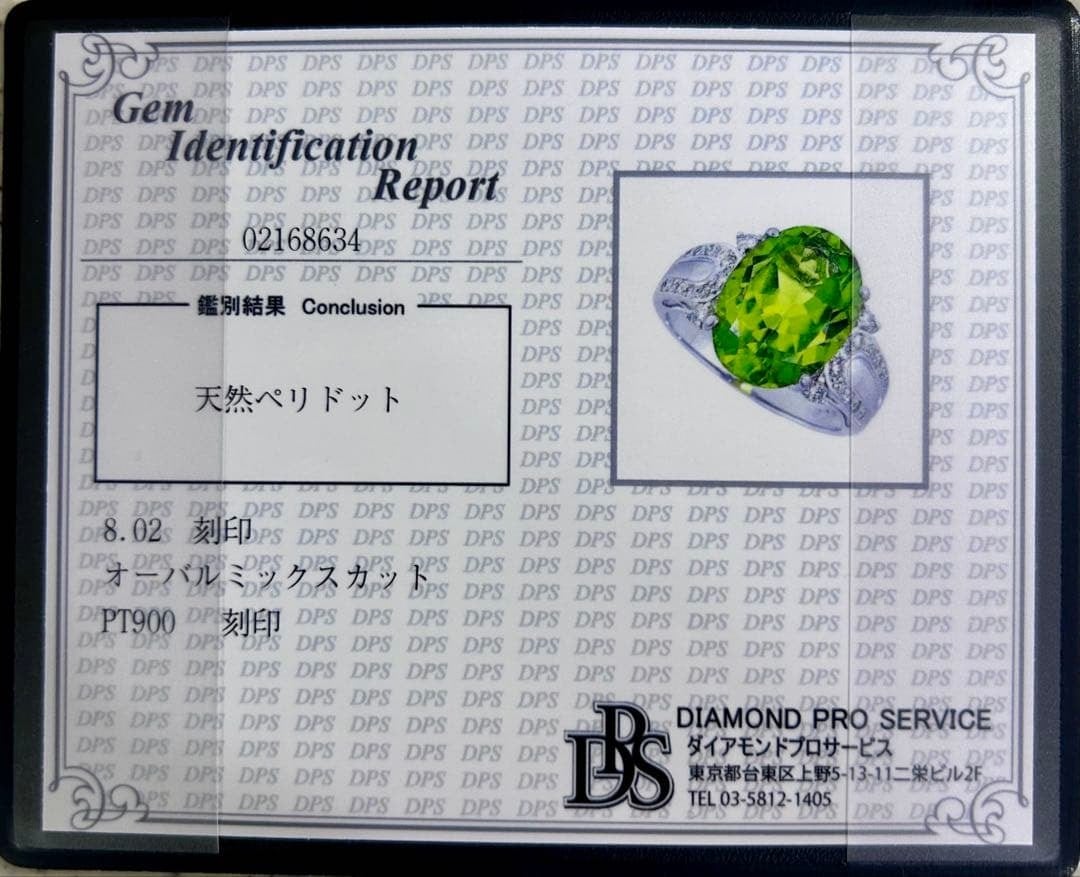 Gem
Identification
Report
02168634
鑑別結果 Conclusion
天然ペリドット
8.02 刻印
オーバルミックスカット
PT900 刻印
DPS
DIAMOND PRO SERVICE
ダイアモンドプロサービス
東京都台東区上野5-13-11二栄ビル2F
TEL 03-5812-1405